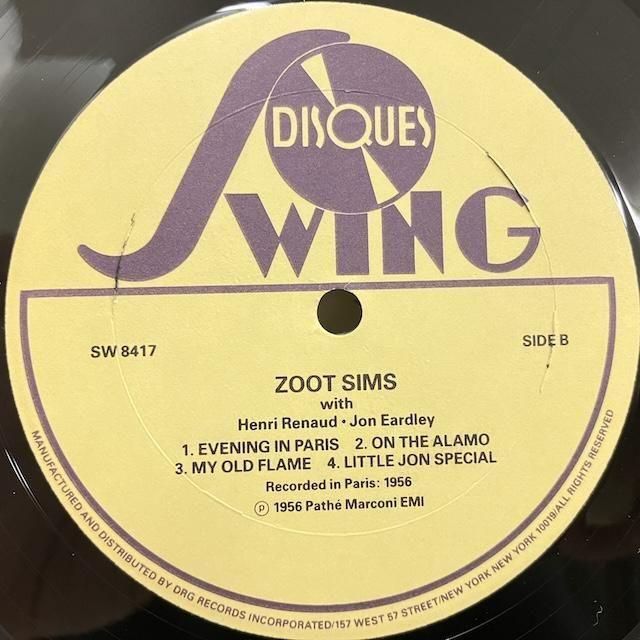 DISQUES
SWING
SW 8417
SIDE B
ZOOT SIMS
with
Henri Renaud • Jon Eardley
1. EVENING IN PARIS 2. ON THE ALAMO
3. MY OLD FLAME 4. LITTLE JON SPECIAL
Recorded in Paris: 1956
℗ 1956 Pathé Marconi EMI
MANUFACTURED AND DISTRIBUTED BY DRG RECORDS INCORPORATED/157 WEST 57 STREET/NEW YORK, NEW YORK 10019/ALL RIGHTS RESERVED